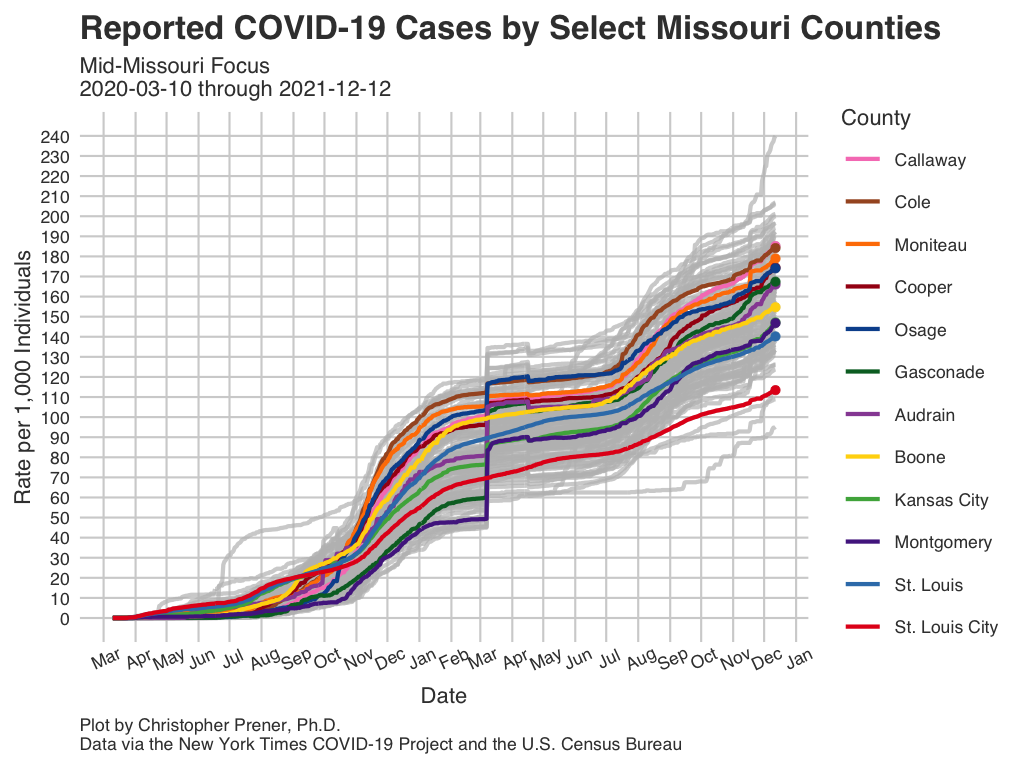 Reported COVID-19 Cases by Select Missouri Counties
Mid-Missouri Focus
2020-03-10 through 2021-12-12
County
Callaway
Cole
Moniteau
Cooper
Osage
Gasconade
Audrain
Boone
Kansas City
Montgomery
St. Louis
St. Louis City
Rate per 1,000 Individuals
240
230
220
210
200
190
180
170
160
150
140
130
120
110
100
90
80
70
60
50
40
30
20
10
0
Mar Apr May Jun Jul Aug Sep Oct Nov Dec Jan Feb Mar Apr May Jun Jul Aug Sep Oct Nov Dec Jan
Date
Plot by Christopher Prener, Ph.D.
Data via the New York Times COVID-19 Project and the U.S. Census Bureau